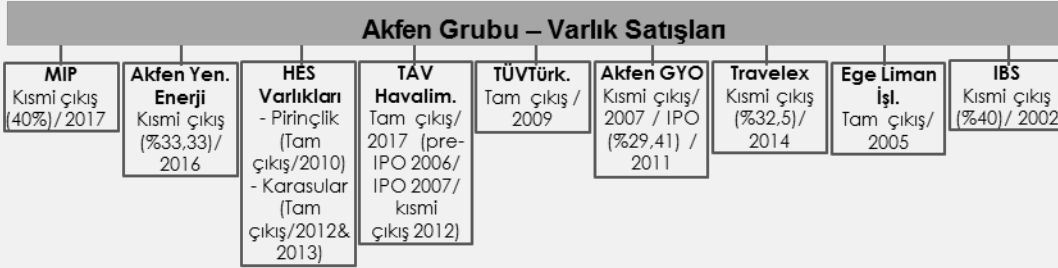 Akfen Grubu – Varlık Satışları
MIP
Kısmi çıkış
(40%)/ 2017
Akfen Yen.
Enerji
Kısmi çıkış
(%33,33)/
2016
HES
Varlıkları
- Pirinçlik
(Tam
çıkış/2010)
- Karasular
(Tam
çıkış/2012&
2013)
TAV
Havalim.
Tam çıkış/
2017 (pre-
IPO 2006/
IPO 2007/
kısmi
çıkış 2012)
TÜVTürk.
Tam çıkış /
2009
Akfen GYO
Kısmi çıkış/
2007 / IPO
(%29,41) /
2011
Travelex
Kısmi çıkış
(%32,5)/
2014
Ege Liman
İşl.
Tam çıkış/
2005
IBS
Kısmi çıkış
(%40)/ 2002